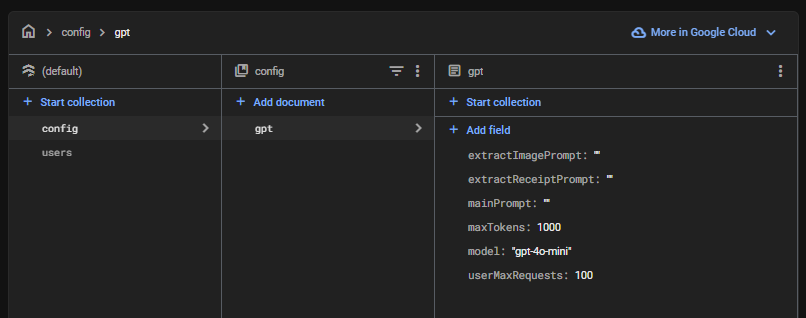 config
gpt
More in Google Cloud
(default)
config
gpt
+ Start collection
+ Add document
+ Start collection
config
gpt
+ Add field
users
extractImagePrompt: ""
extractReceiptPrompt: ""
mainPrompt: ""
maxTokens: 1000
model: "gpt-4o-mini"
userMaxRequests: 100